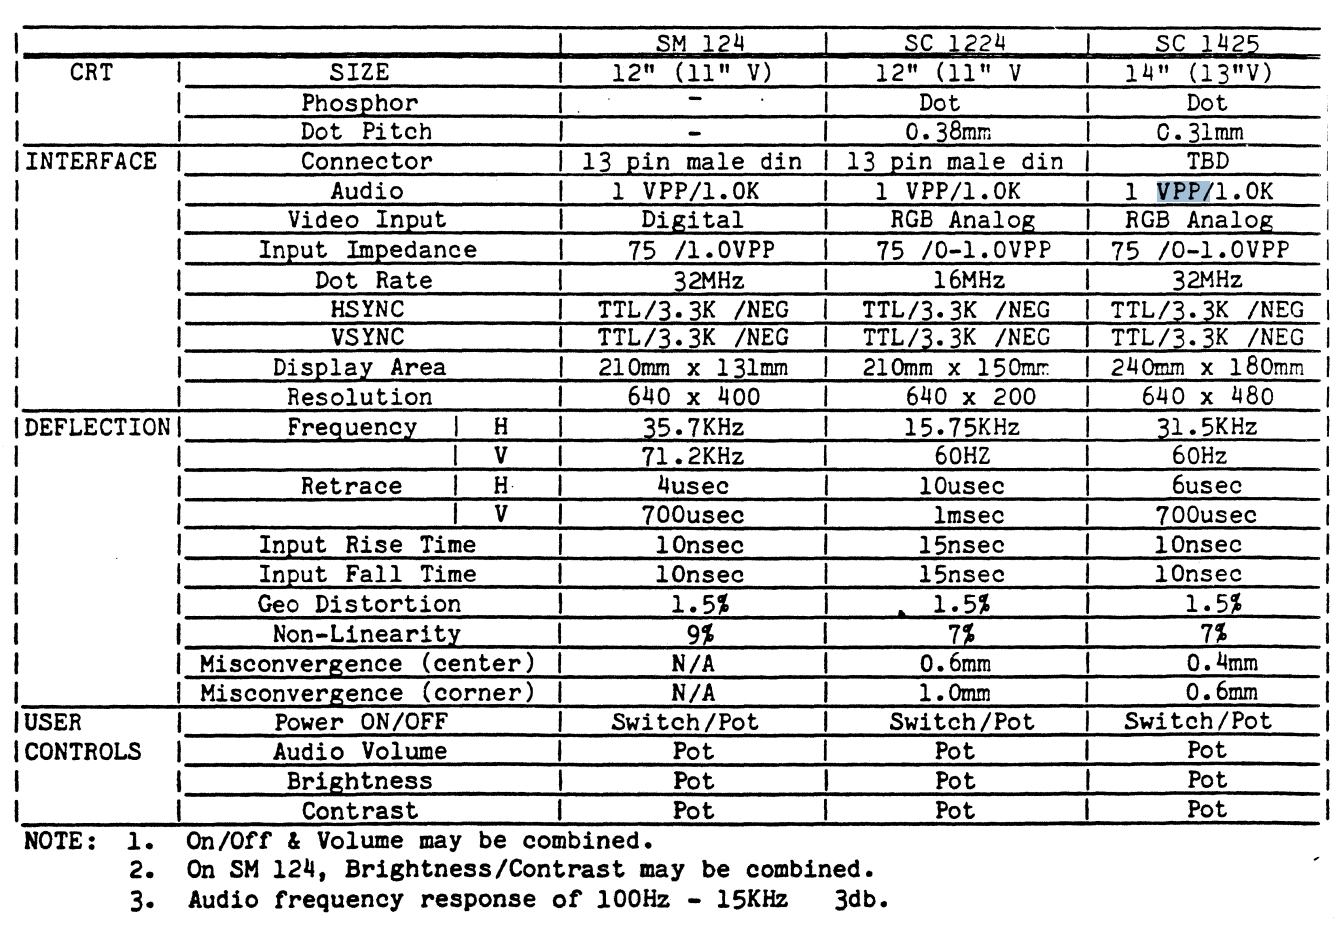 SM 124 SC 1224 SC 1425
CRT SIZE 12" (11" V) 12" (11" V 14" (13"V)
Phosphor - Dot Dot
Dot Pitch - 0.38mm 0.31mm
INTERFACE Connector 13 pin male din 13 pin male din TBD
Audio 1 VPP/1.0K 1 VPP/1.0K 1 VPP/1.0K
Video Input Digital RGB Analog RGB Analog
Input Impedance 75 /1.0VPP 75 /0-1.0VPP 75 /0-1.0VPP
Dot Rate 32MHz 16MHz 32MHz
HSYNC TTL/3.3K /NEG TTL/3.3K /NEG TTL/3.3K /NEG
VSYNC TTL/3.3K /NEG TTL/3.3K /NEG TTL/3.3K /NEG
Display Area 210mm x 131mm 210mm x 150mm 240mm x 180mm
Resolution 640 x 400 640 x 200 640 x 480
DEFLECTION Frequency | H 35.7KHz 15.75KHz 31.5KHz
| V 71.2KHz 60HZ 60Hz
Retrace | H 4usec 10usec 6usec
| V 700usec 1msec 700usec
Input Rise Time 10nsec 15nsec 10nsec
Input Fall Time 10nsec 15nsec 10nsec
Geo Distortion 1.5% 1.5% 1.5%
Non-Linearity 9% 7% 7%
Misconvergence (center) N/A 0.6mm 0.4mm
Misconvergence (corner) N/A 1.0mm 0.6mm
USER Power ON/OFF Switch/Pot Switch/Pot Switch/Pot
CONTROLS Audio Volume Pot Pot Pot
Brightness Pot Pot Pot
Contrast Pot Pot Pot
NOTE: 1. On/Off & Volume may be combined.
2. On SM 124, Brightness/Contrast may be combined.
3. Audio frequency response of 100Hz - 15KHz 3db.